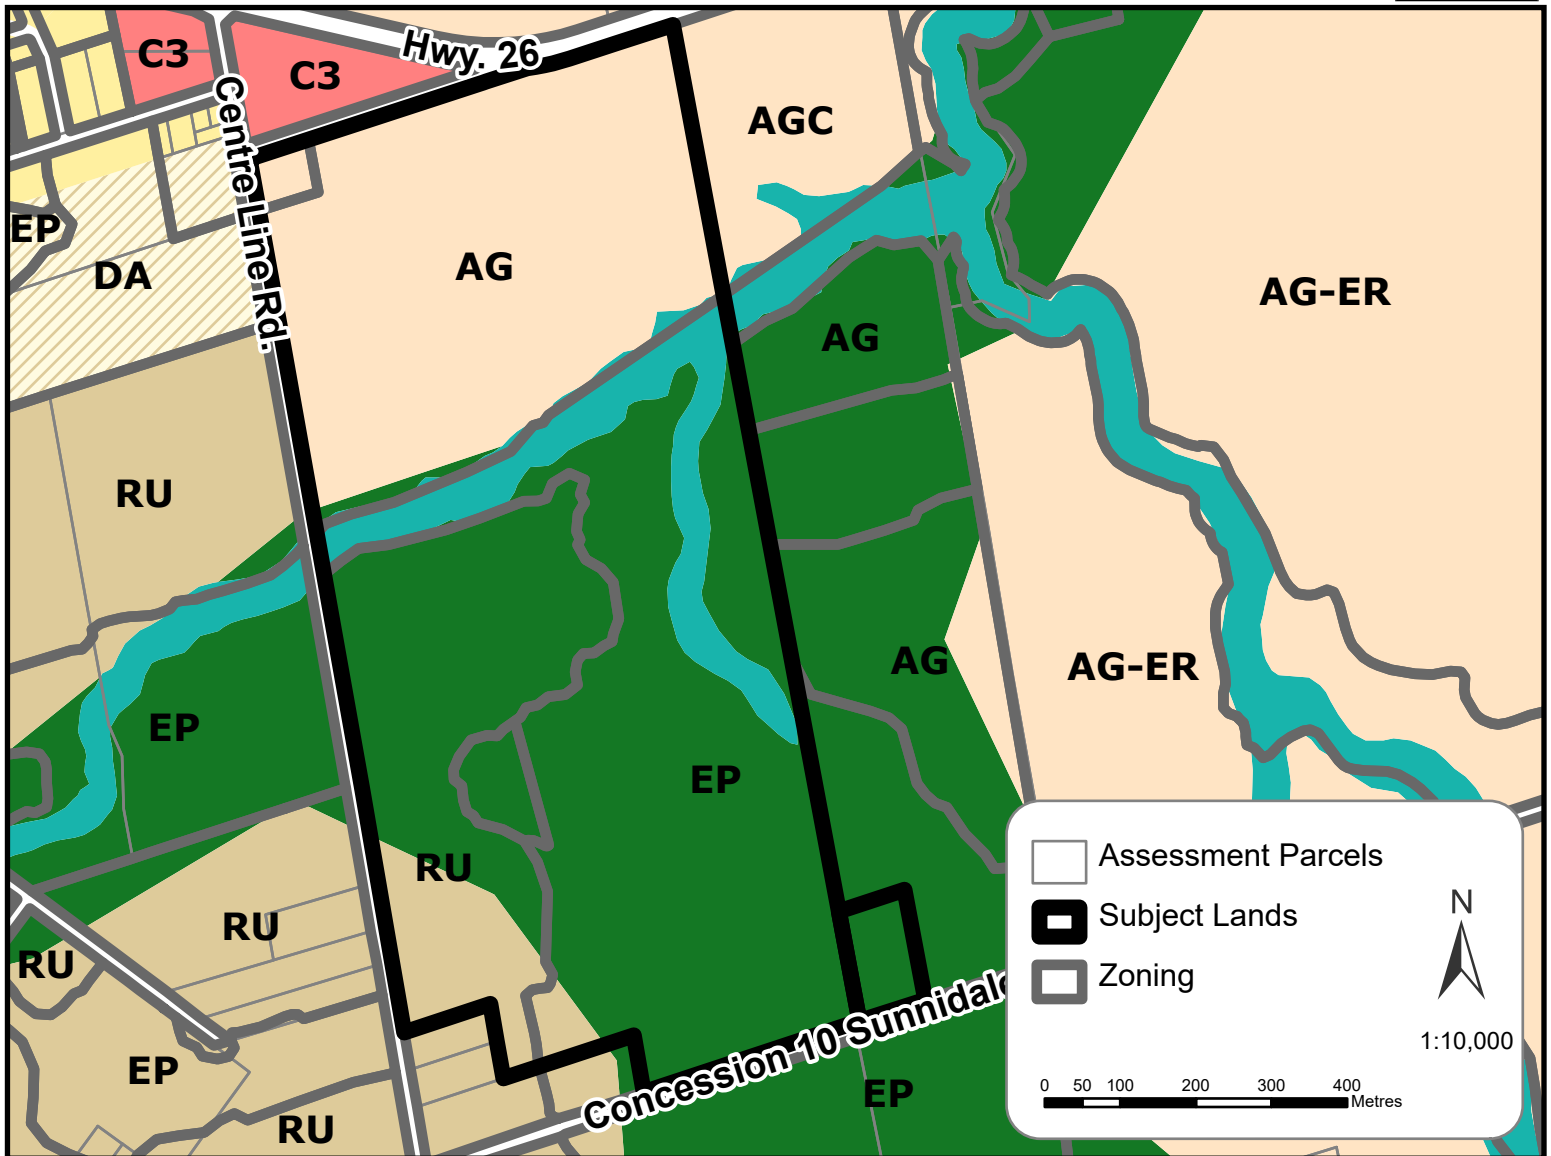 C3
C3
Hwy. 26
Centre Line Rd.
AGC
EP
DA
AG
AG-ER
AG
RU
AG
AG-ER
EP
EP
RU
RU
RU
EP
EP
RU
Concession 10 Sunnidale
Assessment Parcels
Subject Lands
Zoning
N
1:10,000
0 50 100 200 300 400
Metres